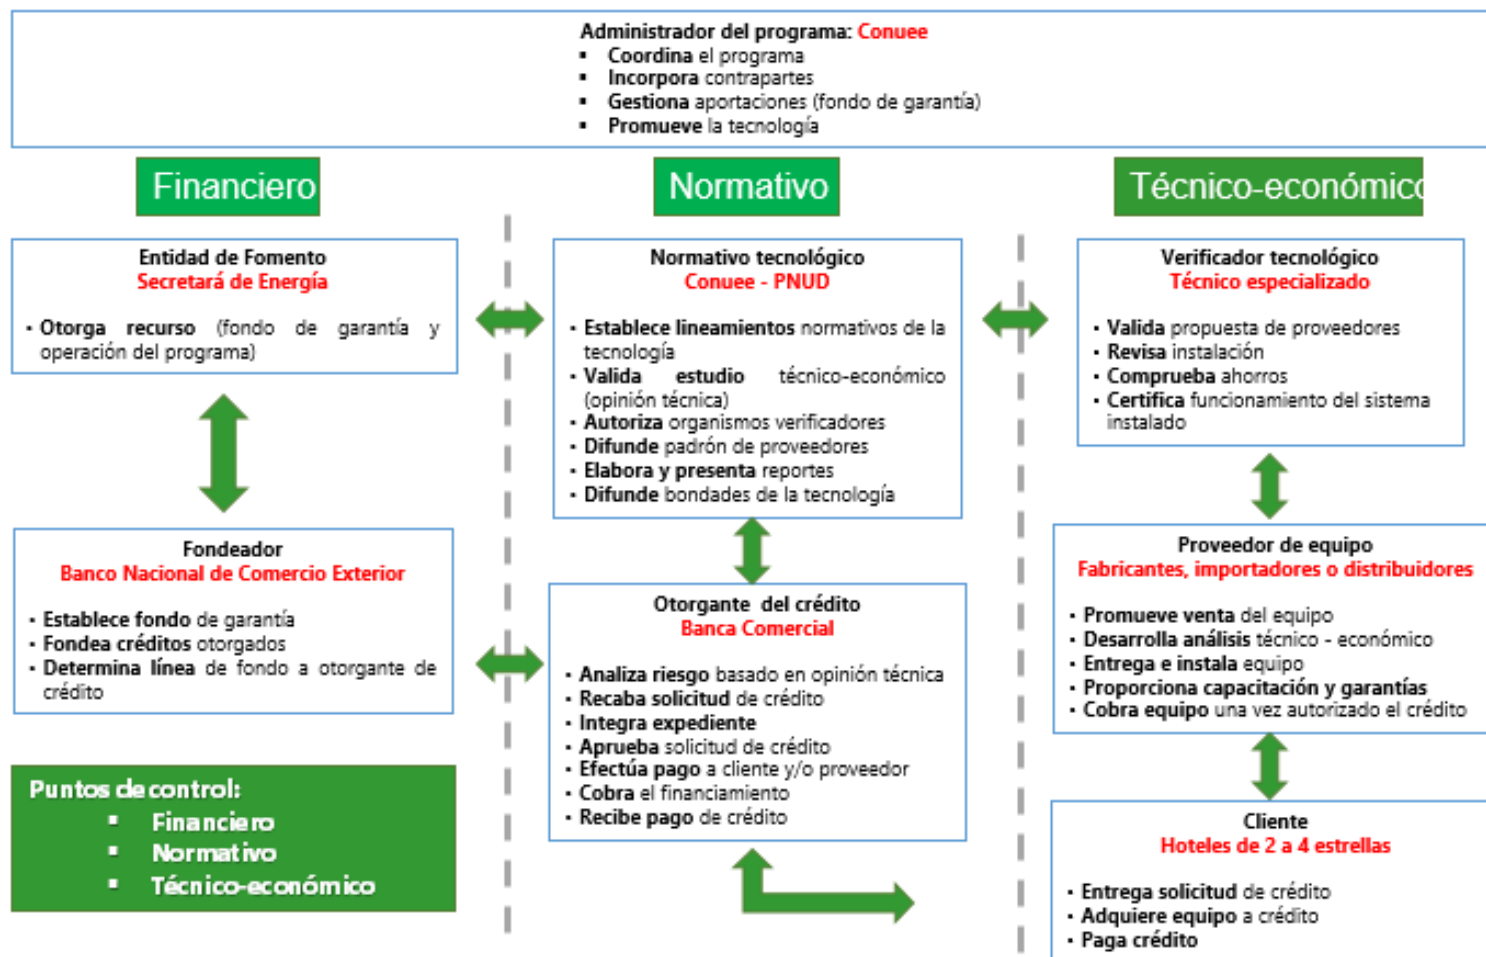 Administrador del programa: Conuee
▪ Coordina el programa
▪ Incorpora contrapartes
▪ Gestiona aportaciones (fondo de garantía)
▪ Promueve la tecnología
Financiero
Normativo
Técnico-económico
Entidad de Fomento
Secretará de Energía
• Otorga recurso (fondo de garantía y
operación del programa)
Fondeador
Banco Nacional de Comercio Exterior
• Establece fondo de garantía
• Fondea créditos otorgados
• Determina línea de fondo a otorgante de
crédito
Puntos de control:
▪ Financiero
▪ Normativo
▪ Técnico-económico
Normativo tecnológico
Conuee - PNUD
• Establece lineamientos normativos de la
tecnología
• Valida estudio técnico-económico
(opinión técnica)
• Autoriza organismos verificadores
• Difunde padrón de proveedores
• Elabora y presenta reportes
• Difunde bondades de la tecnología
Otorgante del crédito
Banca Comercial
• Analiza riesgo basado en opinión técnica
• Recaba solicitud de crédito
• Integra expediente
• Aprueba solicitud de crédito
• Efectúa pago a cliente y/o proveedor
• Cobra el financiamiento
• Recibe pago de crédito
Verificador tecnológico
Técnico especializado
• Valida propuesta de proveedores
• Revisa instalación
• Comprueba ahorros
• Certifica funcionamiento del sistema
instalado
Proveedor de equipo
Fabricantes, importadores o distribuidores
• Promueve venta del equipo
• Desarrolla análisis técnico - económico
• Entrega e instala equipo
• Proporciona capacitación y garantías
• Cobra equipo una vez autorizado el crédito
Cliente
Hoteles de 2 a 4 estrellas
• Entrega solicitud de crédito
• Adquiere equipo a crédito
• Paga crédito